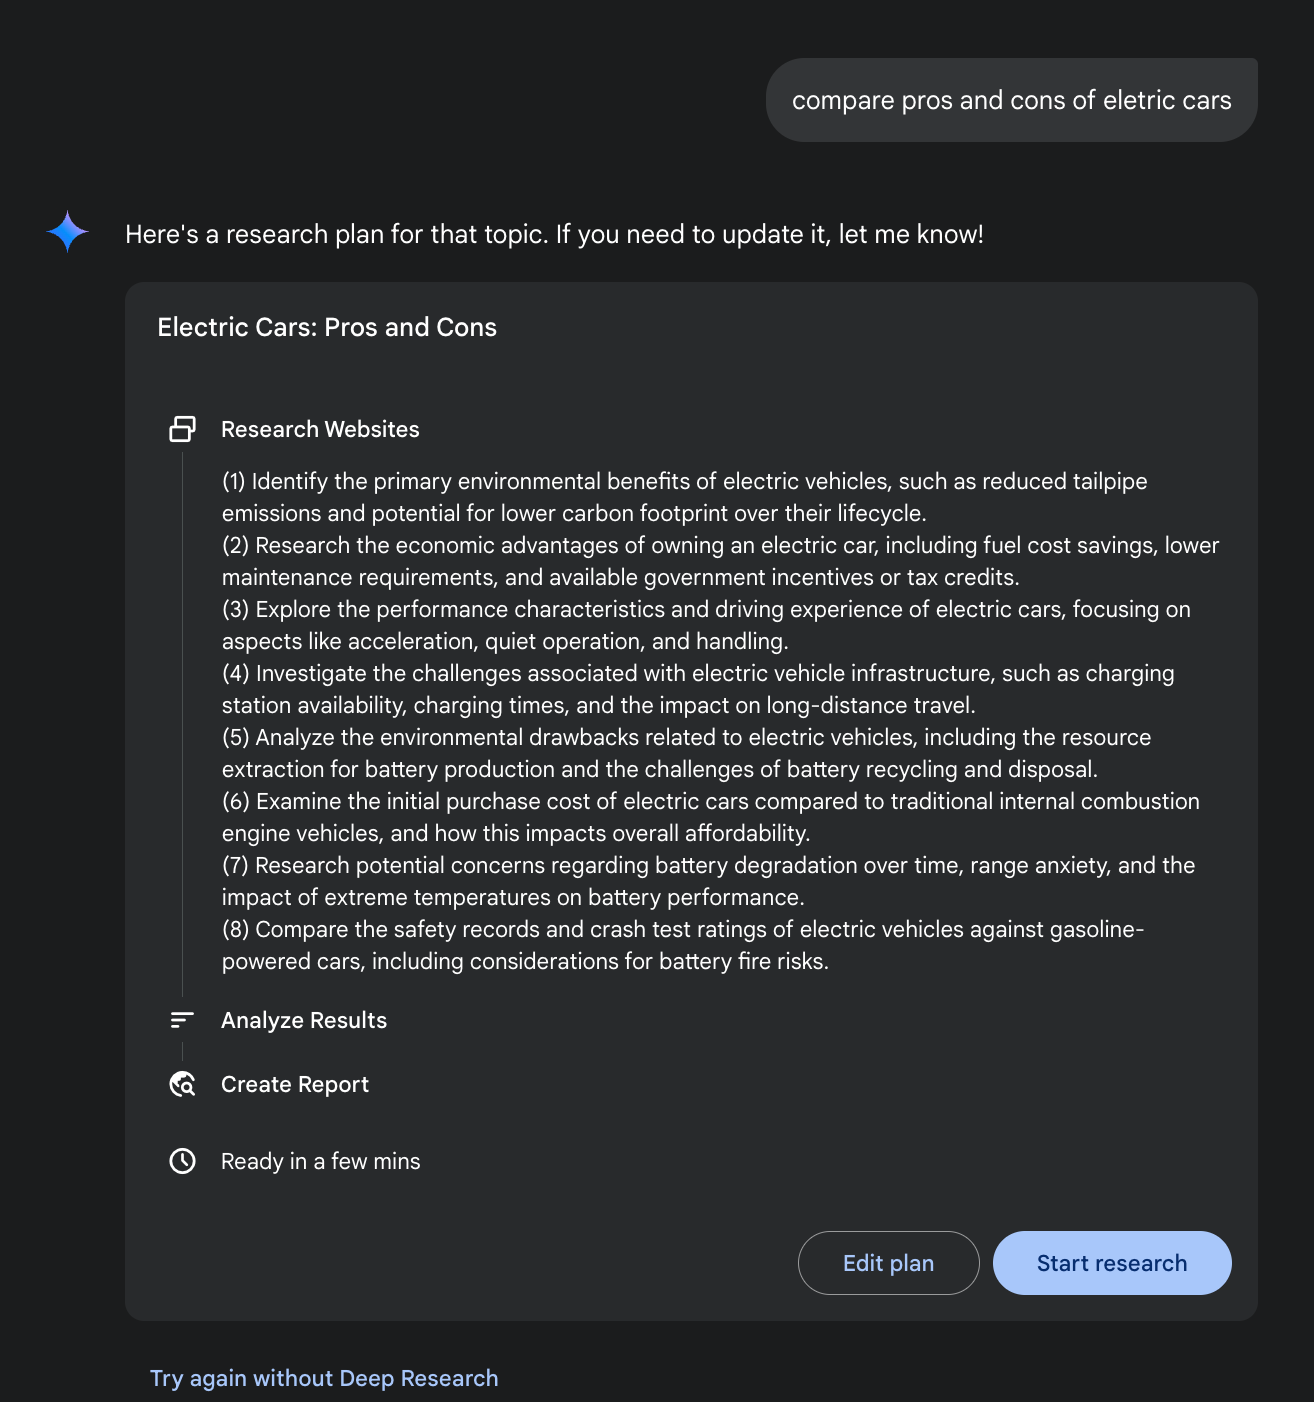 compare pros and cons of eletric cars
Here's a research plan for that topic. If you need to update it, let me know!
Electric Cars: Pros and Cons
Research Websites
(1) Identify the primary environmental benefits of electric vehicles, such as reduced tailpipe
emissions and potential for lower carbon footprint over their lifecycle.
(2) Research the economic advantages of owning an electric car, including fuel cost savings, lower
maintenance requirements, and available government incentives or tax credits.
(3) Explore the performance characteristics and driving experience of electric cars, focusing on
aspects like acceleration, quiet operation, and handling.
(4) Investigate the challenges associated with electric vehicle infrastructure, such as charging
station availability, charging times, and the impact on long-distance travel.
(5) Analyze the environmental drawbacks related to electric vehicles, including the resource
extraction for battery production and the challenges of battery recycling and disposal.
(6) Examine the initial purchase cost of electric cars compared to traditional internal combustion
engine vehicles, and how this impacts overall affordability.
(7) Research potential concerns regarding battery degradation over time, range anxiety, and the
impact of extreme temperatures on battery performance.
(8) Compare the safety records and crash test ratings of electric vehicles against gasoline-
powered cars, including considerations for battery fire risks.
Analyze Results
Create Report
Ready in a few mins
Edit plan
Start research
Try again without Deep Research